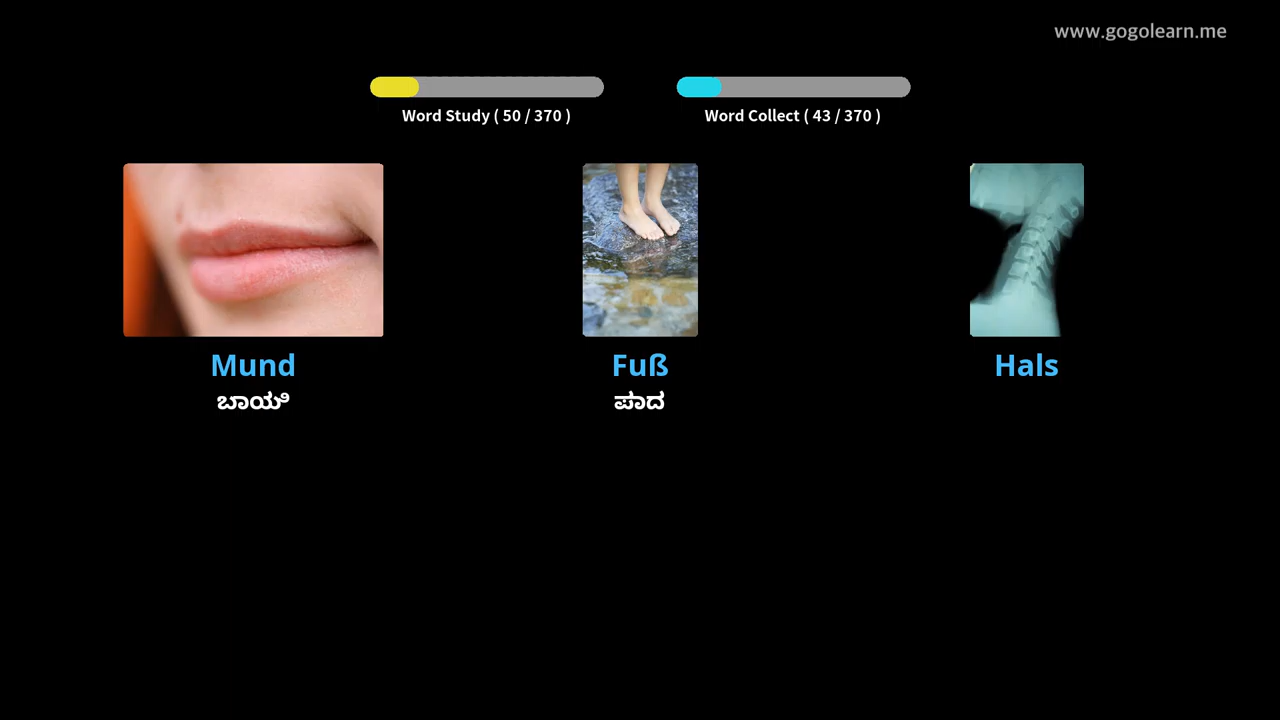 www.gogolearn.me
Word Study ( 50 / 370 )
Word Collect ( 43 / 370 )
Mund
ಬಾಯಿ
Fuß
ಪಾದ
Hals